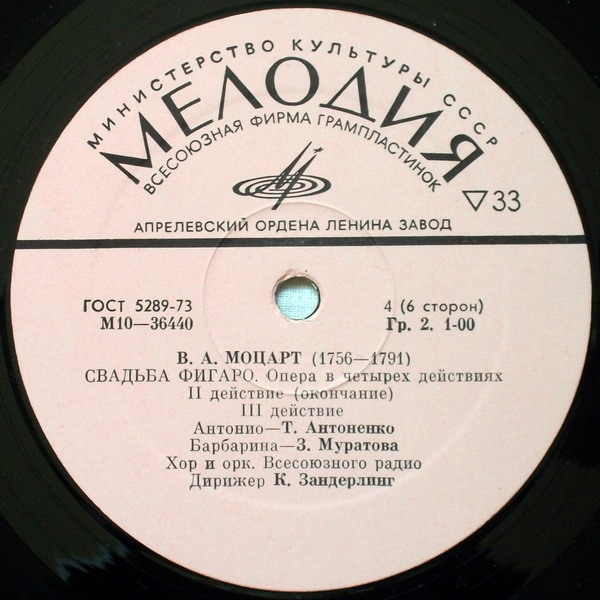 МИНИСТЕРСТВО КУЛЬТУРЫ СССР
МЕЛОДИЯ
ВСЕСОЮЗНАЯ ФИРМА ГРАМПЛАСТИНОК
▽33
АПРЕЛЕВСКИЙ ОРДЕНА ЛЕНИНА ЗАВОД
ГОСТ 5289-73
М10—36440
4 (6 сторон)
Гр. 2. 1-00
В. А. МОЦАРТ (1756—1791)
СВАДЬБА ФИГАРО. Опера в четырех действиях
II действие (окончание)
III действие
Антонио—Т. Антоненко
Барбарина—З. Муратова
Хор и орк. Всесоюзного радио
Дирижер К. Зандерлинг